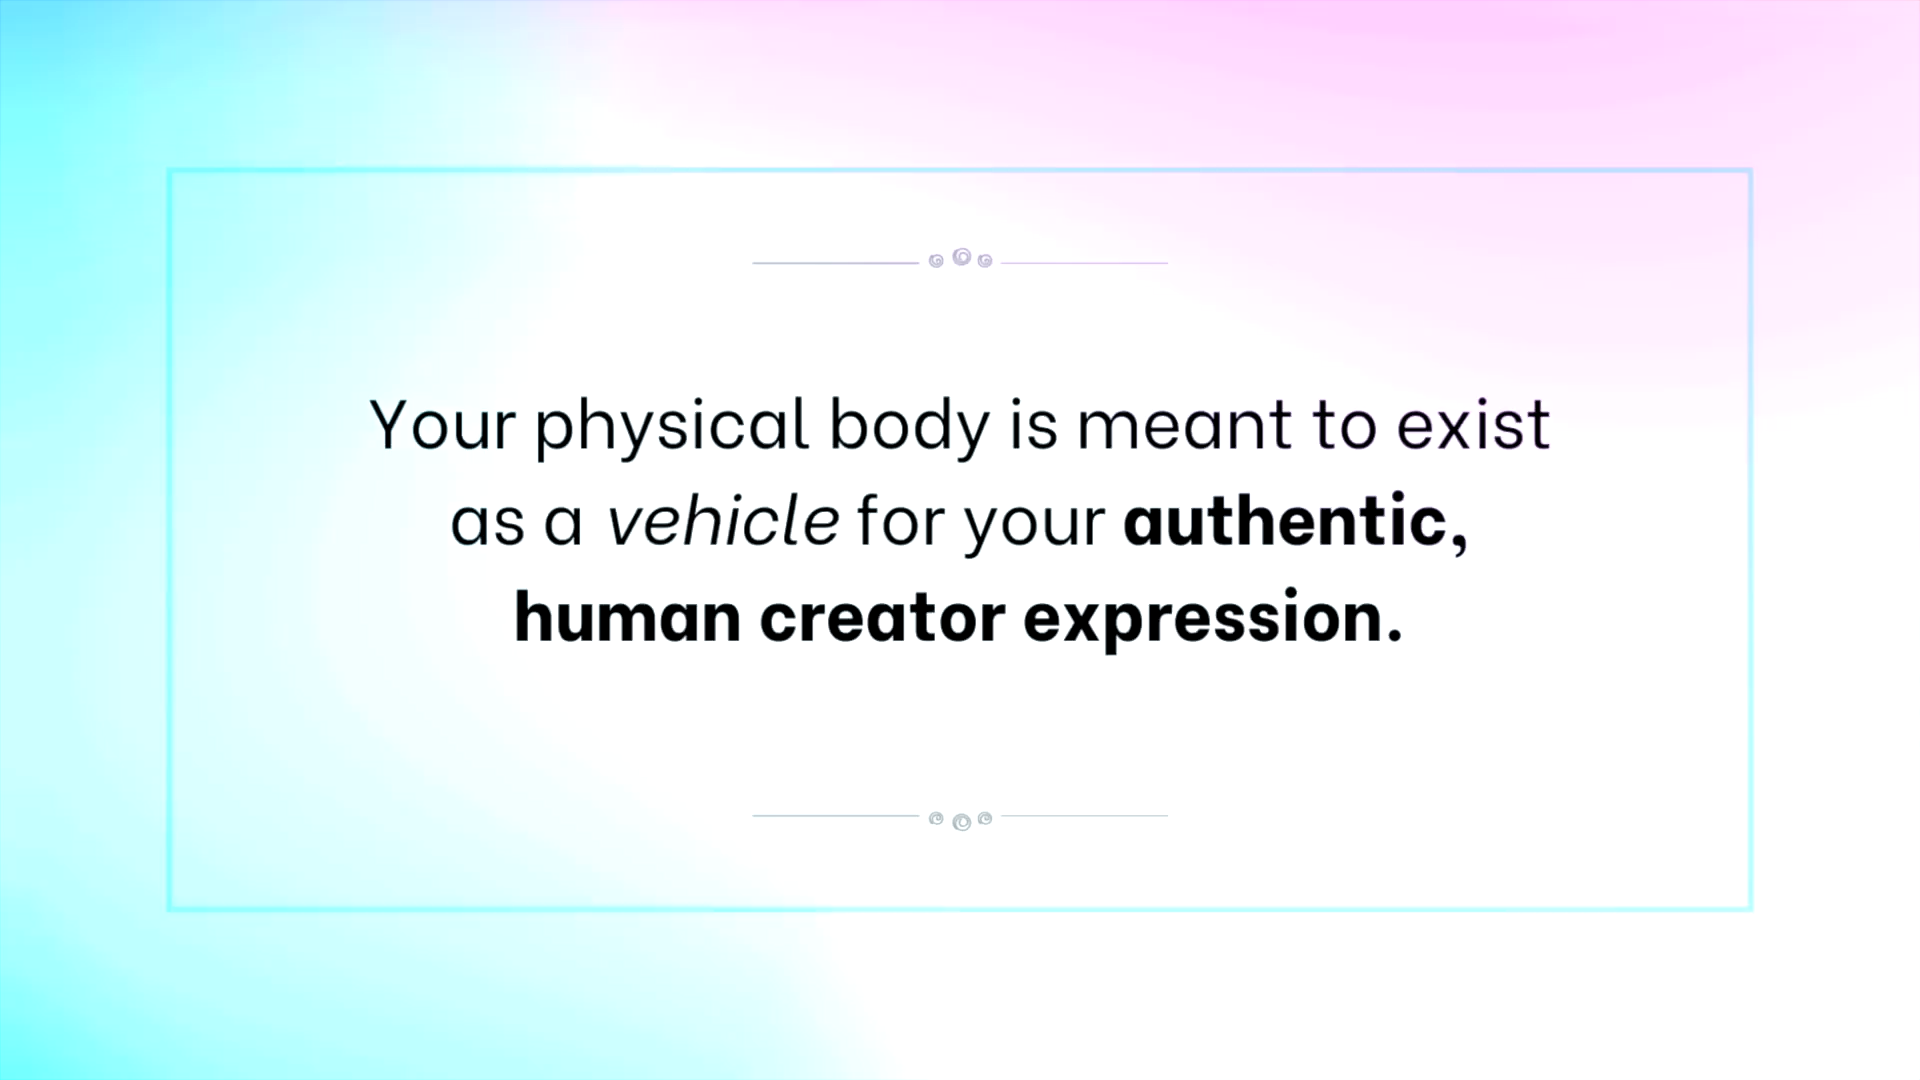 Your physical body is meant to exist
as a vehicle for your authentic,
human creator expression.